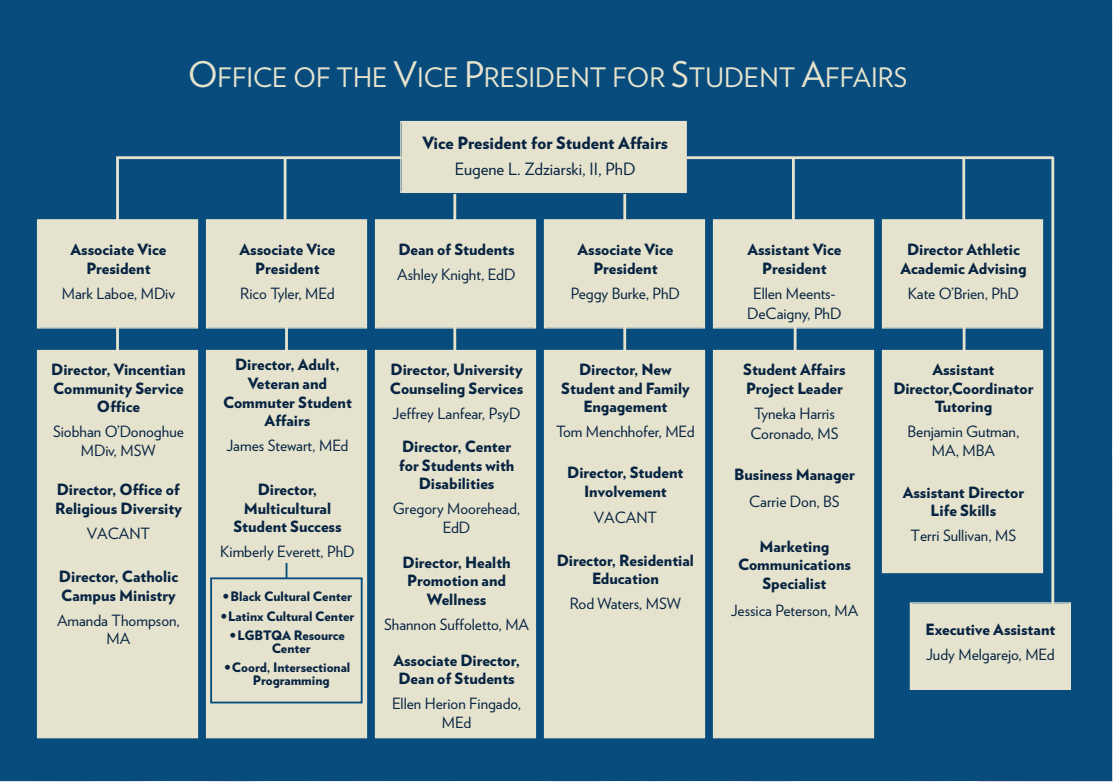 OFFICE OF THE VICE PRESIDENT FOR STUDENT AFFAIRS
Vice President for Student Affairs
Eugene L. Zdziarski, II, PhD
Associate Vice
President
Mark Laboe, MDiv
Associate Vice
President
Rico Tyler, MEd
Dean of Students
Ashley Knight, EdD
Associate Vice
President
Peggy Burke, PhD
Assistant Vice
President
Ellen Meents-
DeCaigny, PhD
Director Athletic
Academic Advising
Kate O'Brien, PhD
Director, Vincentian
Community Service
Office
Siobhan O'Donoghue
MDiv, MSW
Director, Office of
Religious Diversity
VACANT
Director, Catholic
Campus Ministry
Amanda Thompson,
MA
Director, Adult,
Veteran and
Commuter Student
Affairs
James Stewart, MEd
Director,
Multicultural
Student Success
Kimberly Everett, PhD
•Black Cultural Center
•Latinx Cultural Center
•LGBTQA Resource
Center
•Coord, Intersectional
Programming
Director, University
Counseling Services
Jeffrey Lanfear, PsyD
Director, Center
for Students with
Disabilities
Gregory Moorehead,
EdD
Director, Health
Promotion and
Wellness
Shannon Suffoletto, MA
Associate Director,
Dean of Students
Ellen Herion Fingado,
MEd
Director, New
Student and Family
Engagement
Tom Menchhofer, MEd
Director, Student
Involvement
VACANT
Director, Residential
Education
Rod Waters, MSW
Student Affairs
Project Leader
Tyneka Harris
Coronado, MS
Business Manager
Carrie Don, BS
Marketing
Communications
Specialist
Jessica Peterson, MA
Assistant
Director,Coordinator
Tutoring
Benjamin Gutman,
MA, MBA
Assistant Director
Life Skills
Terri Sullivan, MS
Executive Assistant
Judy Melgarejo, MEd